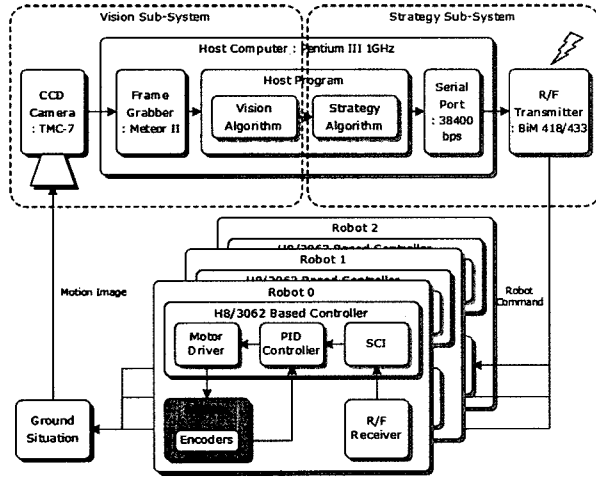 Vision Sub-System
Strategy Sub-System
Host Computer : Pentium III 1GHz
Host Program
CCD
Camera
: TMC-7
Frame
Grabber
: Meteor II
Vision
Algorithm
Strategy
Algorithm
Serial
Port
: 38400
bps
R/F
Transmitter
: BiM 418/433
Robot 2
H8/3062 Based Controller
Robot 1
H8/3062 Based Controller
Robot 0
H8/3062 Based Controller
Motor
Driver
PID
Controller
SCI
Motion Image
Robot
Command
Ground
Situation
Encoders
R/F
Receiver